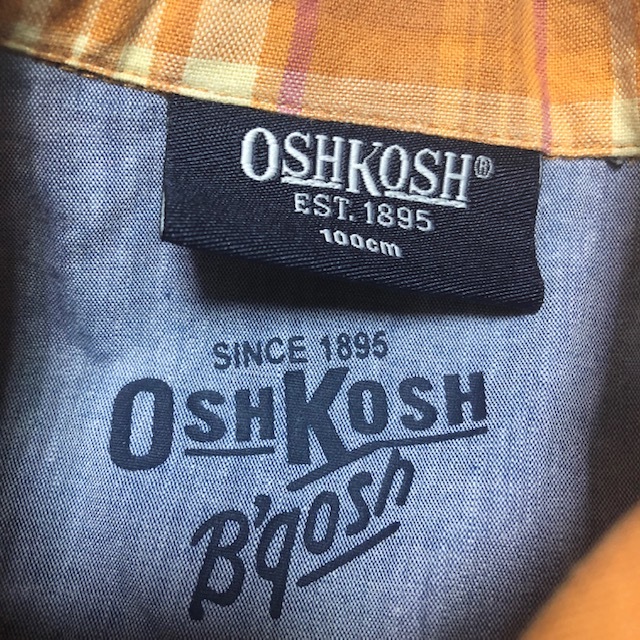 OSHKOSH®
EST. 1895
100cm
SINCE 1895
OSHKOSH
B'gosh